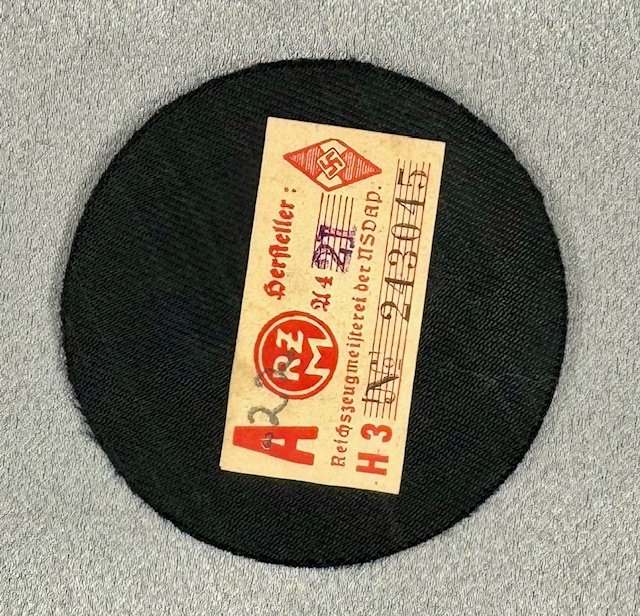 A
RZM
Hersteller:
A 4 21
Reichszeugmeisterei der NSDAP.
H 3 No 243045